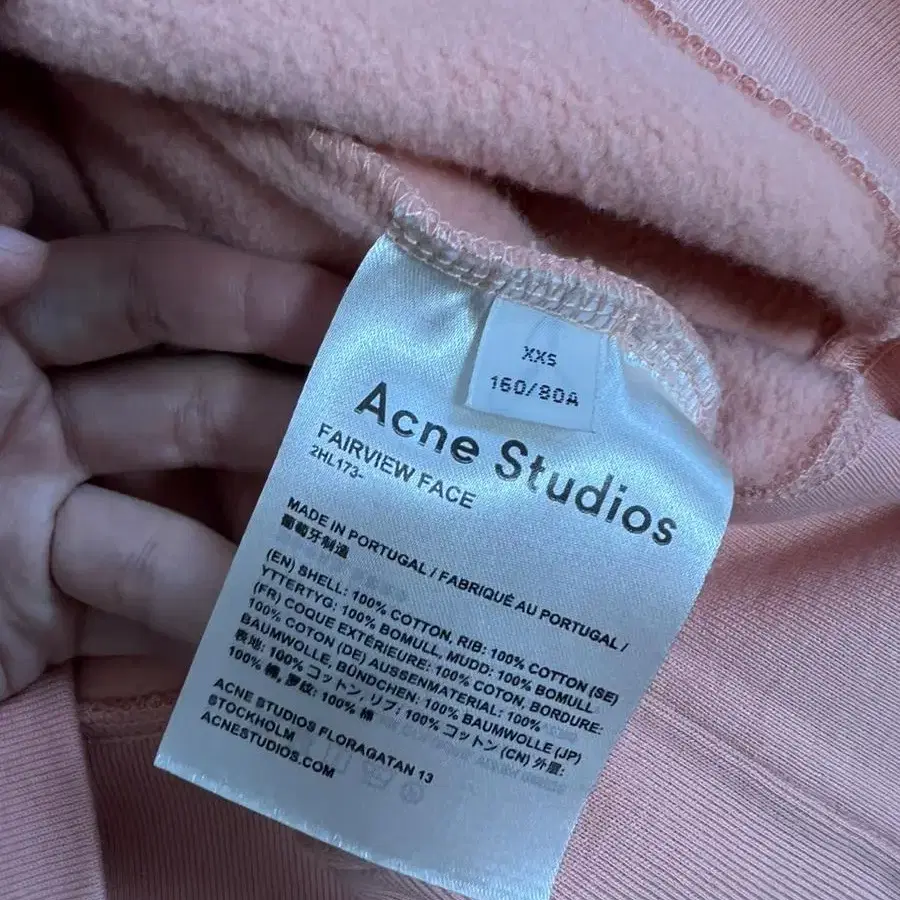 XXS
160/80A
Acne Studios
FAIRVIEW FACE
2HL173-
MADE IN PORTUGAL / FABRIQUÉ AU PORTUGAL /
葡萄牙制造
(EN) SHELL: 100% COTTON, RIB: 100% COTTON (SE)
YTTERTYG: 100% BOMULL, MUDD: 100% BOMULL
(FR) COQUE EXTÉRIEURE: 100% COTON, BORDURE:
100% COTON (DE) AUSSENMATERIAL: 100%
BAUMWOLLE, BÜNDCHEN: 100% BAUMWOLLE (JP)
表地: 100% コットン, リブ: 100% コットン (CN) 外层:
100% 棉, 罗纹: 100% 棉
ACNE STUDIOS FLORAGATAN 13
STOCKHOLM
ACNESTUDIOS.COM